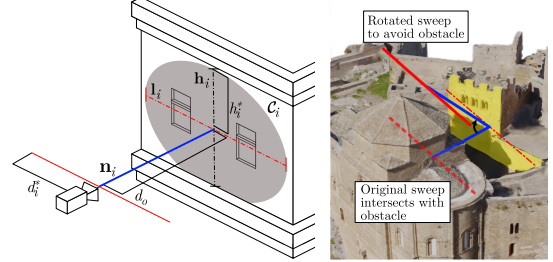 h_i
l_i
C_i
h_i^*
n_i
d_i^*
d_o
Rotated sweep
to avoid obstacle
Original sweep
intersects with
obstacle